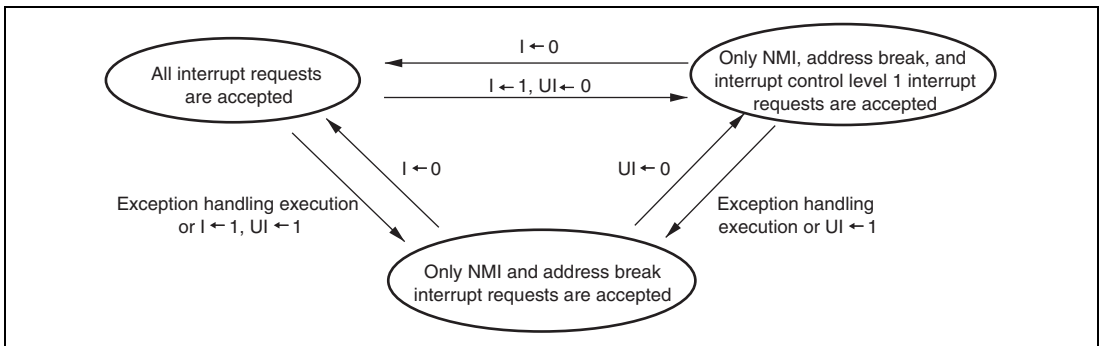 I ← 0
All interrupt requests
are accepted
I ← 1, UI ← 0
Only NMI, address break, and
interrupt control level 1 interrupt
requests are accepted
I ← 0
UI ← 0
Exception handling execution
or I ← 1, UI ← 1
Exception handling
execution or UI ← 1
Only NMI and address break
interrupt requests are accepted